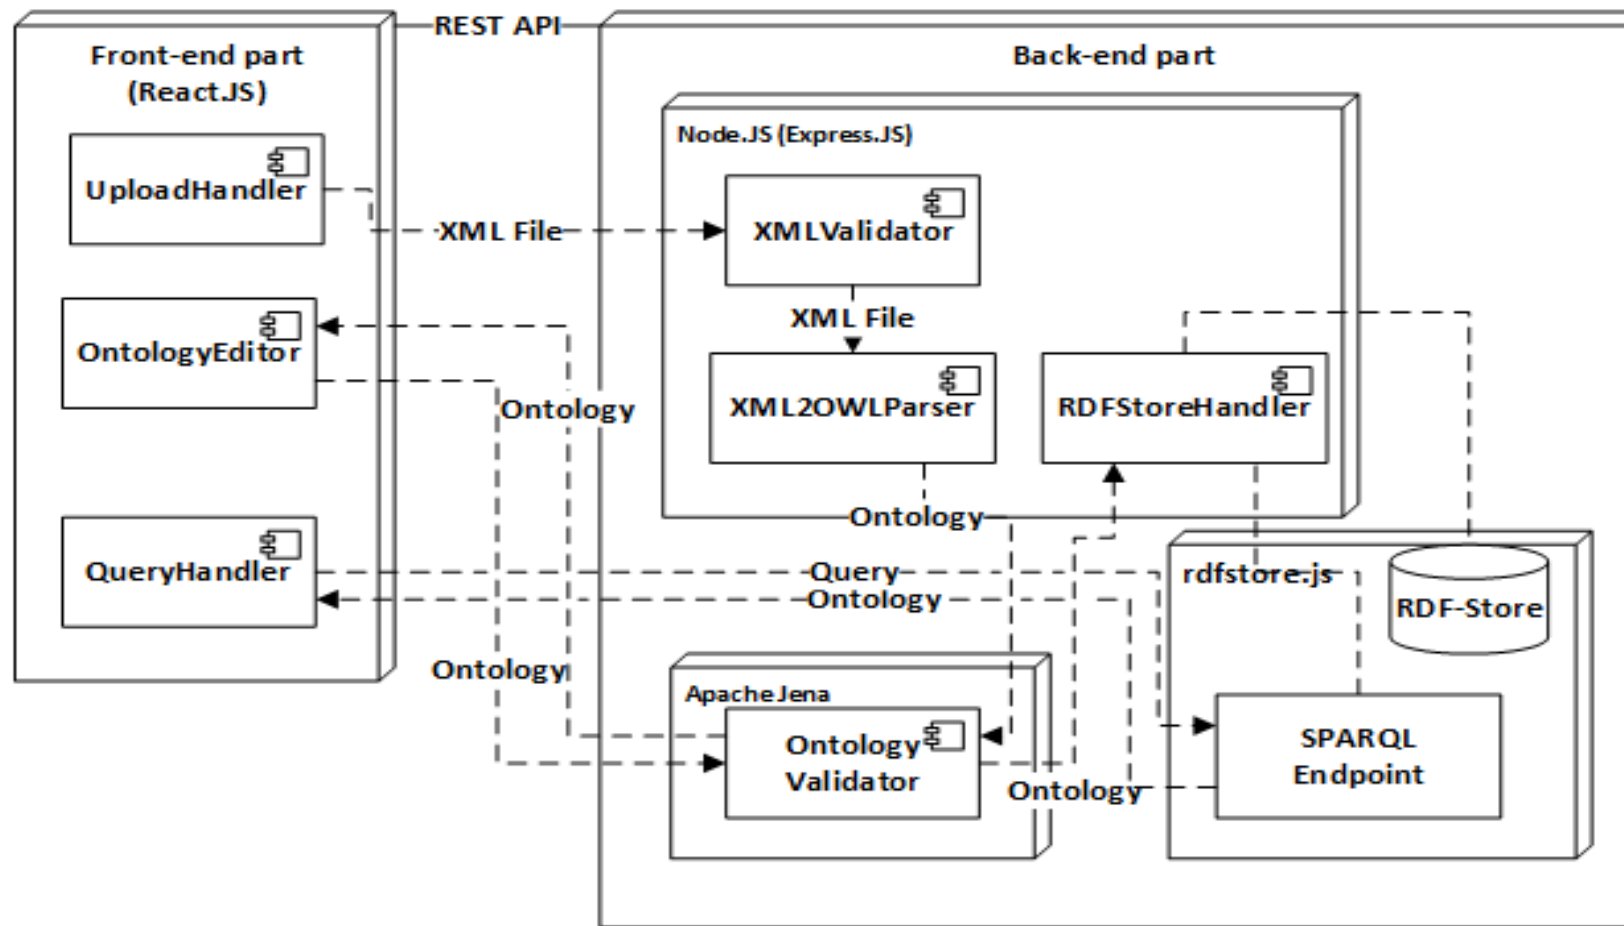 REST API
Front-end part
(React.JS)
Back-end part
Node.JS (Express.JS)
UploadHandler
XML File
XMLValidator
XML File
OntologyEditor
Ontology
XML2OWLParser
RDFStoreHandler
Ontology
QueryHandler
Query
Ontology
rdfstore.js
RDF-Store
Ontology
Apache Jena
Ontology
Validator
Ontology
SPARQL
Endpoint